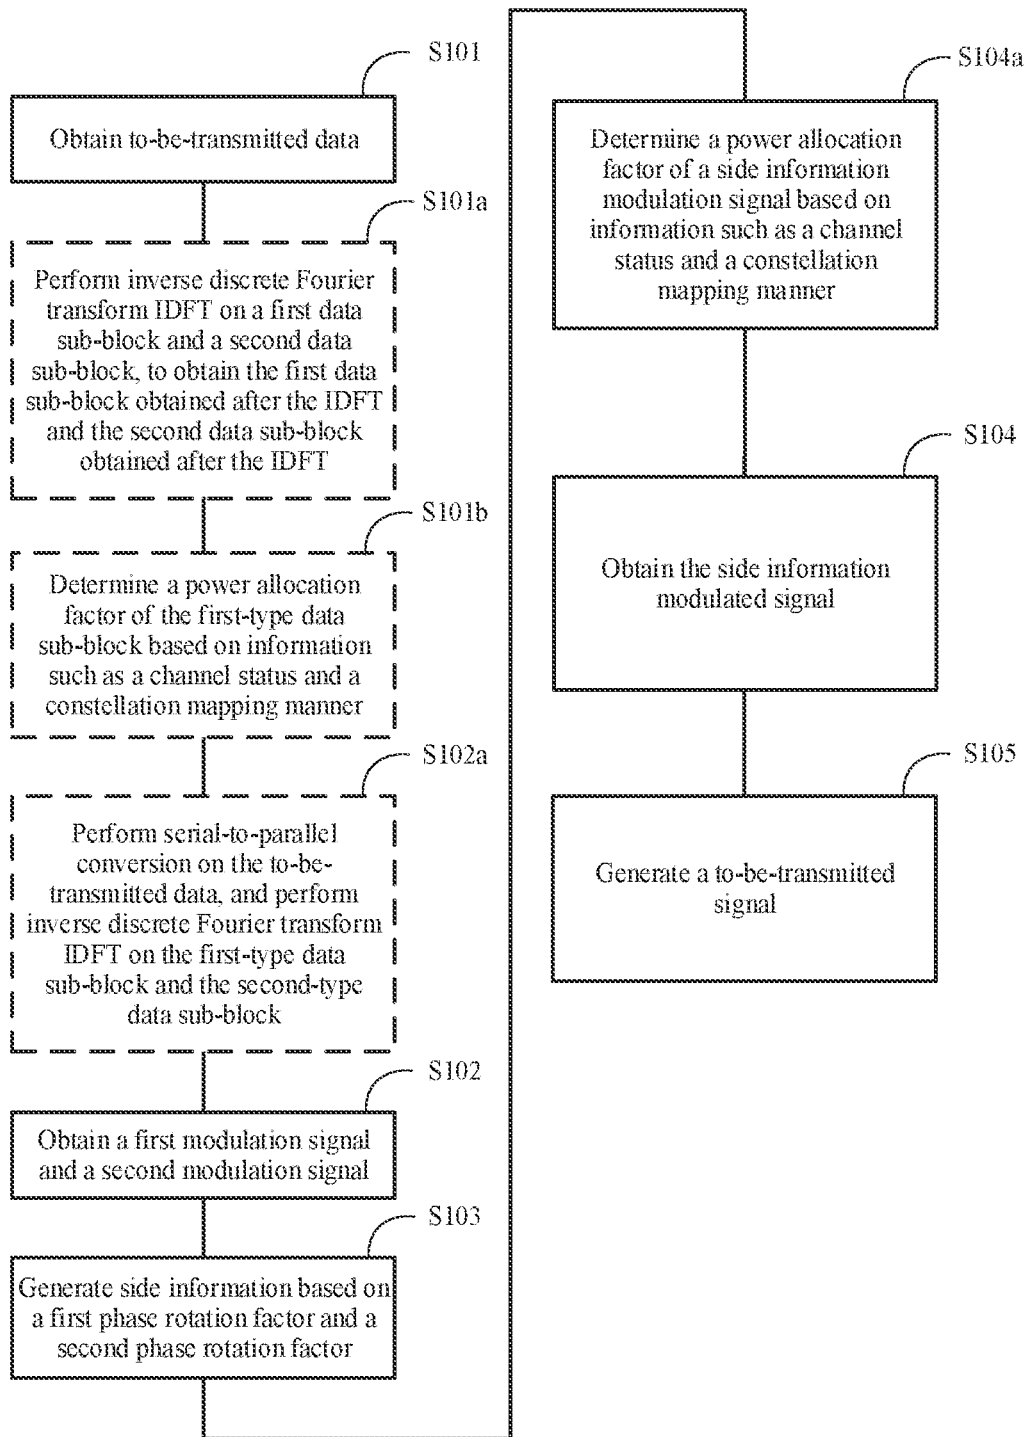 S101
Obtain to-be-transmitted data
S101a
Perform inverse discrete Fourier
transform IDFT on a first data
sub-block and a second data
sub-block, to obtain the first data
sub-block obtained after the IDFT
and the second data sub-block
obtained after the IDFT
S101b
Determine a power allocation
factor of the first-type data
sub-block based on information
such as a channel status and a
constellation mapping manner
S102a
Perform serial-to-parallel
conversion on the to-be-
transmitted data, and perform
inverse discrete Fourier transform
IDFT on the first-type data
sub-block and the second-type
data sub-block
S102
Obtain a first modulation signal
and a second modulation signal
S103
Generate side information based on
a first phase rotation factor and a
second phase rotation factor
S104a
Determine a power allocation
factor of a side information
modulation signal based on
information such as a channel
status and a constellation
mapping manner
S104
Obtain the side information
modulated signal
S105
Generate a to-be-transmitted
signal